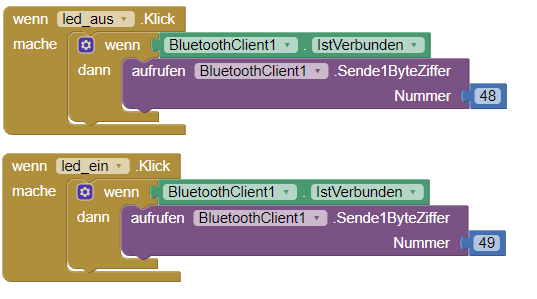 wenn led_aus .Klick
mache wenn BluetoothClient1 . IstVerbunden
dann aufrufen BluetoothClient1 .Sende1ByteZiffer
Nummer 48
wenn led_ein .Klick
mache wenn BluetoothClient1 . IstVerbunden
dann aufrufen BluetoothClient1 .Sende1ByteZiffer
Nummer 49